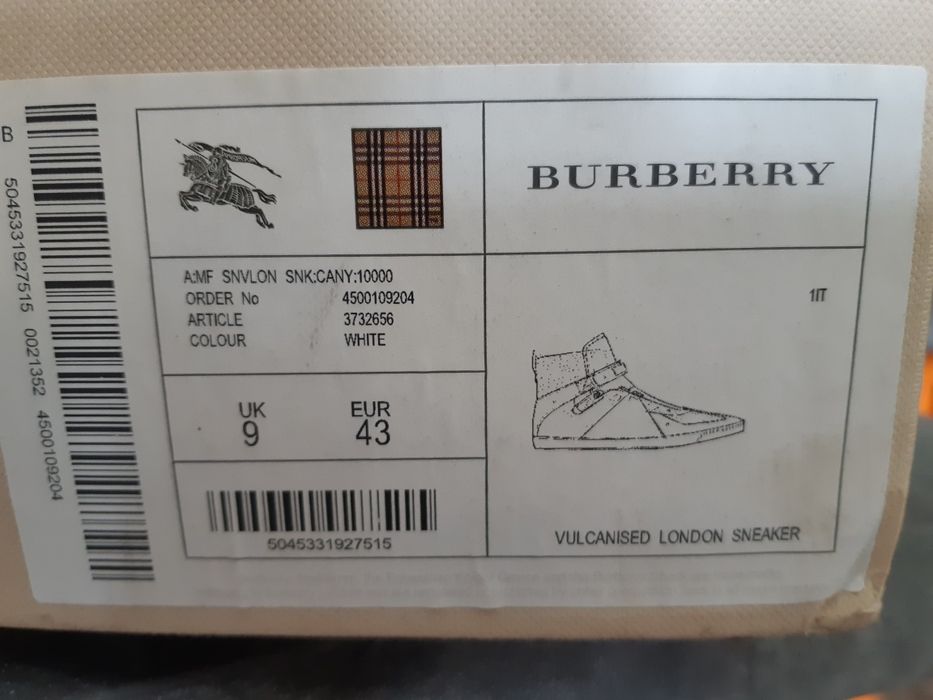 B
5045331927515 0021352 4500109204
BURBERRY
A:MF SNVLON SNK:CANY:10000
ORDER No 4500109204
ARTICLE 3732656
COLOUR WHITE
1IT
UK EUR
9 43
5045331927515
VULCANISED LONDON SNEAKER